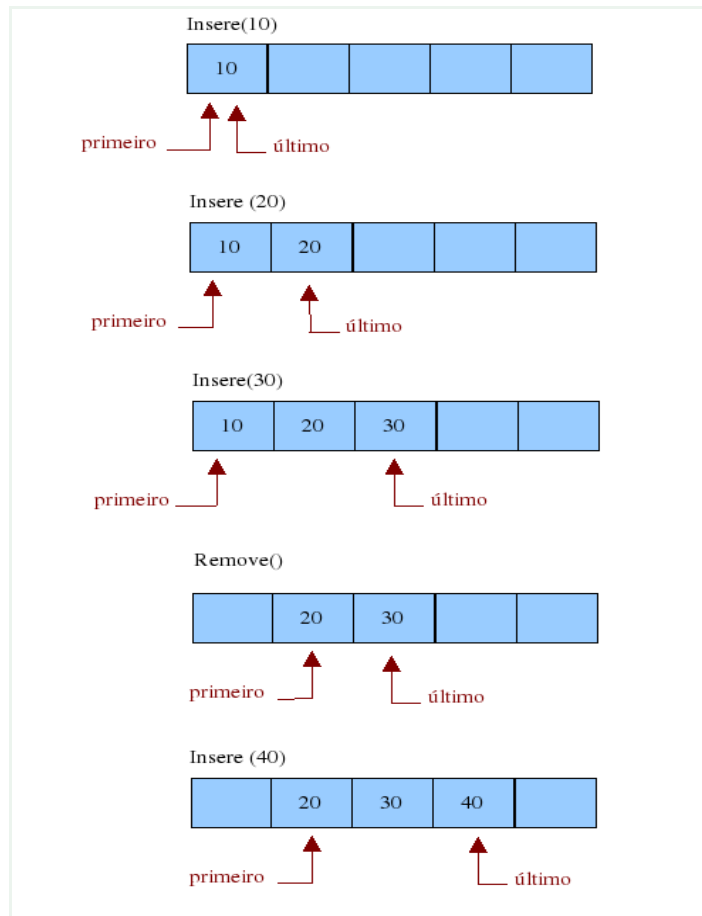 Insere(10)
10
primeiro último
Insere (20)
10 20
primeiro último
Insere(30)
10 20 30
primeiro último
Remove()
20 30
primeiro último
Insere (40)
20 30 40
primeiro último